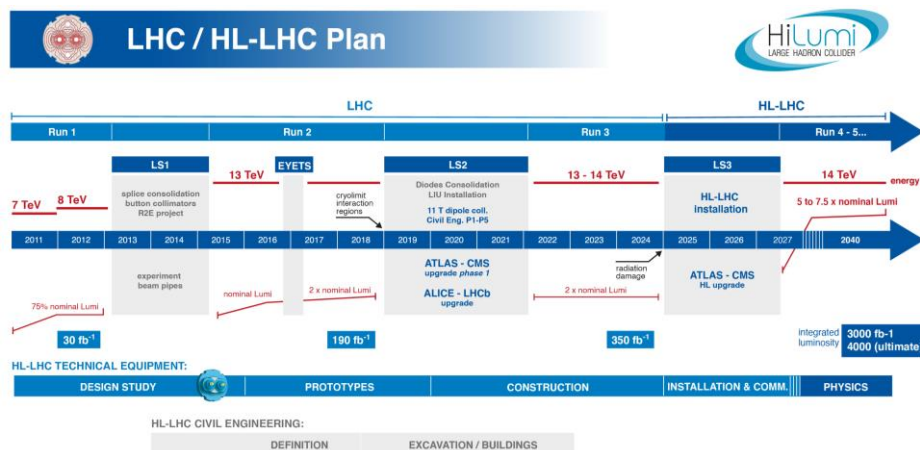 LHC / HL-LHC Plan
HiLumi
LARGE HADRON COLLIDER
LHC
HL-LHC
Run 1
Run 2
Run 3
Run 4 - 5...
LS1
EYETS
LS2
LS3
13 TeV
13 - 14 TeV
14 TeV
energy
7 TeV
8 TeV
splice consolidation
button collimators
R2E project
cryolimit
interaction
regions
Diodes Consolidation
LIU Installation
11 T dipole coll.
Civil Eng. P1-P5
HL-LHC
installation
5 to 7.5 x nominal Lumi
2011 2012 2013 2014 2015 2016 2017 2018 2019 2020 2021 2022 2023 2024 2025 2026 2027 2040
experiment
beam pipes
ATLAS - CMS
upgrade phase 1
ALICE - LHCb
upgrade
radiation
damage
ATLAS - CMS
HL upgrade
75% nominal Lumi
nominal Lumi
2 x nominal Lumi
2 x nominal Lumi
30 fb⁻¹
190 fb⁻¹
350 fb⁻¹
integrated
luminosity
3000 fb-1
4000 (ultimate
HL-LHC TECHNICAL EQUIPMENT:
DESIGN STUDY
PROTOTYPES
CONSTRUCTION
INSTALLATION & COMM.
PHYSICS
HL-LHC CIVIL ENGINEERING:
DEFINITION
EXCAVATION / BUILDINGS